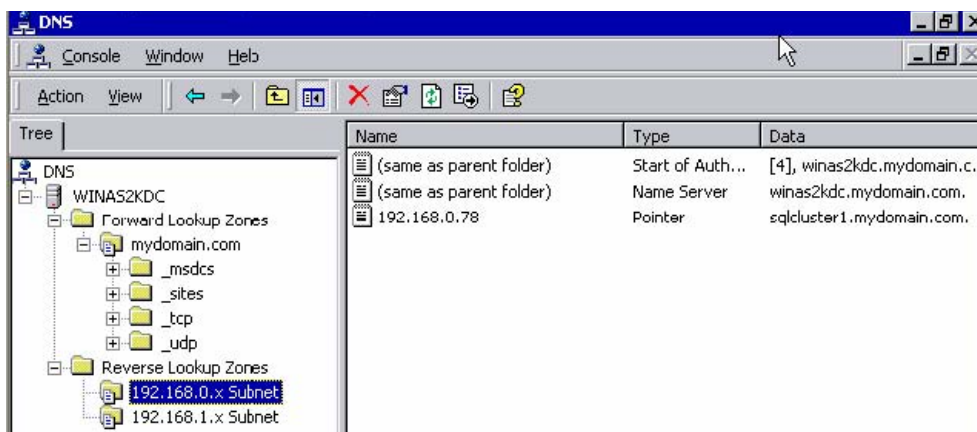 DNS
Console Window Help
Action View
Tree
Name Type Data
DNS
WINAS2KDC
Forward Lookup Zones
mydomain.com
_msdcs
_sites
_tcp
_udp
Reverse Lookup Zones
192.168.0.x Subnet
192.168.1.x Subnet
(same as parent folder) Start of Auth... [4], winas2kdc.mydomain.c.
(same as parent folder) Name Server winas2kdc.mydomain.com.
192.168.0.78 Pointer sqlcluster1.mydomain.com.